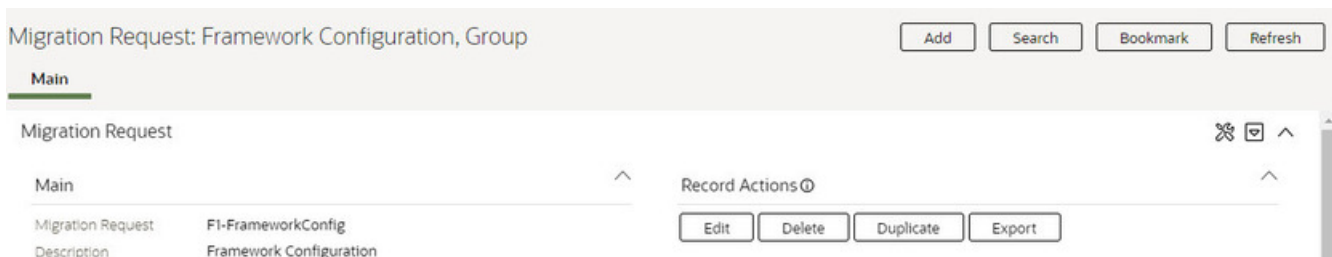 Migration Request: Framework Configuration, Group
Add Search Bookmark Refresh
Main
Migration Request
Main
Record Actions
Migration Request F1-FrameworkConfig
Edit Delete Duplicate Export
Description Framework Configuration